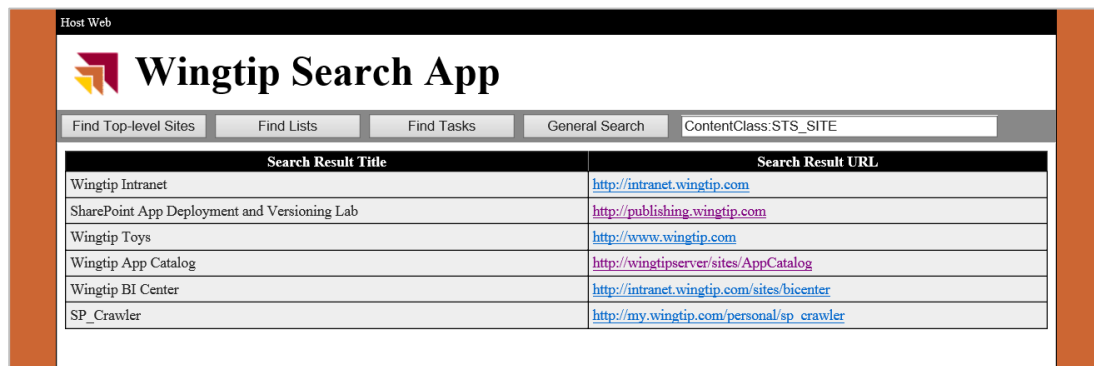 Host Web
Wingtip Search App
Find Top-level Sites Find Lists Find Tasks General Search ContentClass:STS_SITE
Search Result Title Search Result URL
Wingtip Intranet http://intranet.wingtip.com
SharePoint App Deployment and Versioning Lab http://publishing.wingtip.com
Wingtip Toys http://www.wingtip.com
Wingtip App Catalog http://wingtipserver/sites/AppCatalog
Wingtip BI Center http://intranet.wingtip.com/sites/bicenter
SP_Crawler http://my.wingtip.com/personal/sp_crawler